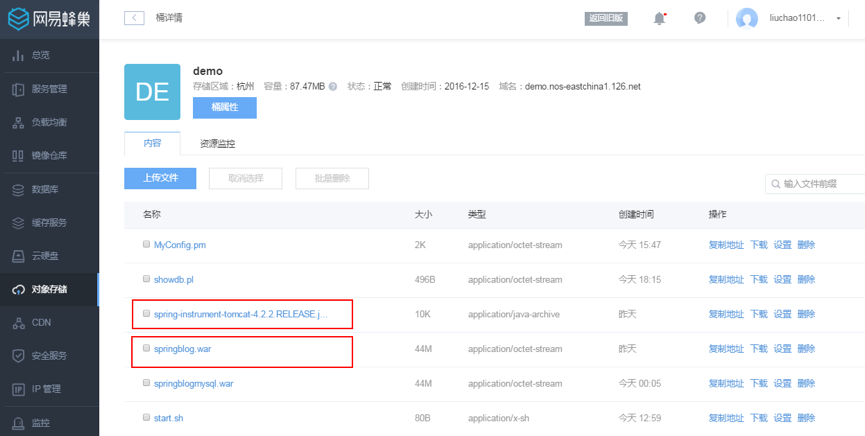 网易蜂巢
桶详情
返回旧版
liuchao1101...
总览
服务管理
负载均衡
镜像仓库
数据库
缓存服务
云硬盘
对象存储
CDN
安全服务
IP 管理
监控
DE
demo
存储区域：杭州 容量：87.47MB 状态：正常 创建时间：2016-12-15 域名：demo.nos-eastchina1.126.net
桶属性
内容 资源监控
上传文件 取消选择 批量删除 输入文件前缀
名称 大小 类型 创建时间 操作
MyConfig.pm 2K application/octet-stream 今天 15:47 复制地址 下载 设置 删除
showdb.pl 496B application/octet-stream 今天 18:15 复制地址 下载 设置 删除
spring-instrument-tomcat-4.2.2.RELEASE.j... 10K application/java-archive 昨天 复制地址 下载 设置 删除
springblog.war 44M application/octet-stream 昨天 复制地址 下载 设置 删除
springblogmysql.war 44M application/octet-stream 今天 00:05 复制地址 下载 设置 删除
start.sh 80B application/x-sh 今天 12:59 复制地址 下载 设置 删除